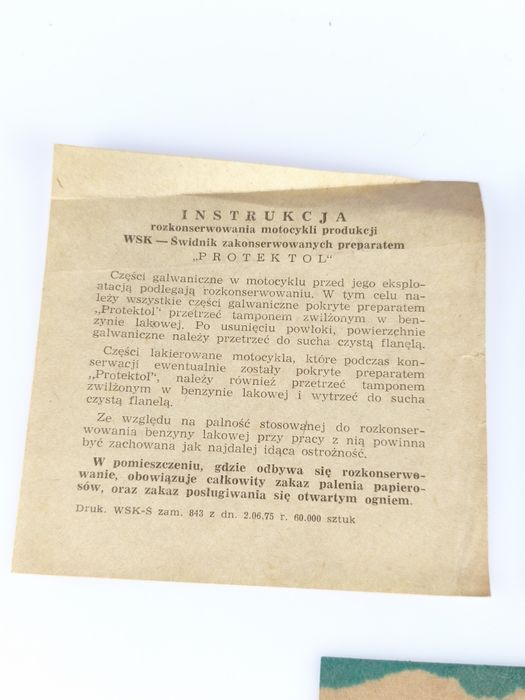 INSTRUKCJA
rozkonserwowania motocykli produkcji
WSK — Świdnik zakonserwowanych preparatem
„PROTEKTOL"
Części galwaniczne w motocyklu przed jego eksplo-
atacją podlegają rozkonserwowaniu. W tym celu na-
leży wszystkie części galwaniczne pokryte preparatem
„Protektol" przetrzeć tamponem zwilżonym w ben-
zynie lakowej. Po usunięciu powłoki, powierzchnie
galwaniczne należy przetrzeć do sucha czystą flanelą.
Części lakierowane motocykla, które podczas kon-
serwacji ewentualnie zostały pokryte preparatem
„Protektol", należy również przetrzeć tamponem
zwilżonym w benzynie lakowej i wytrzeć do sucha
czystą flanelą.
Ze względu na palność stosowanej do rozkonser-
wowania benzyny lakowej przy pracy z nią powinna
być zachowana jak najdalej idąca ostrożność.
W pomieszczeniu, gdzie odbywa się rozkonserwo-
wanie, obowiązuje całkowity zakaz palenia papiero-
sów, oraz zakaz posługiwania się otwartym ogniem.
Druk. WSK-Ś zam. 843 z dn. 2.06.75 r. 60.000 sztuk